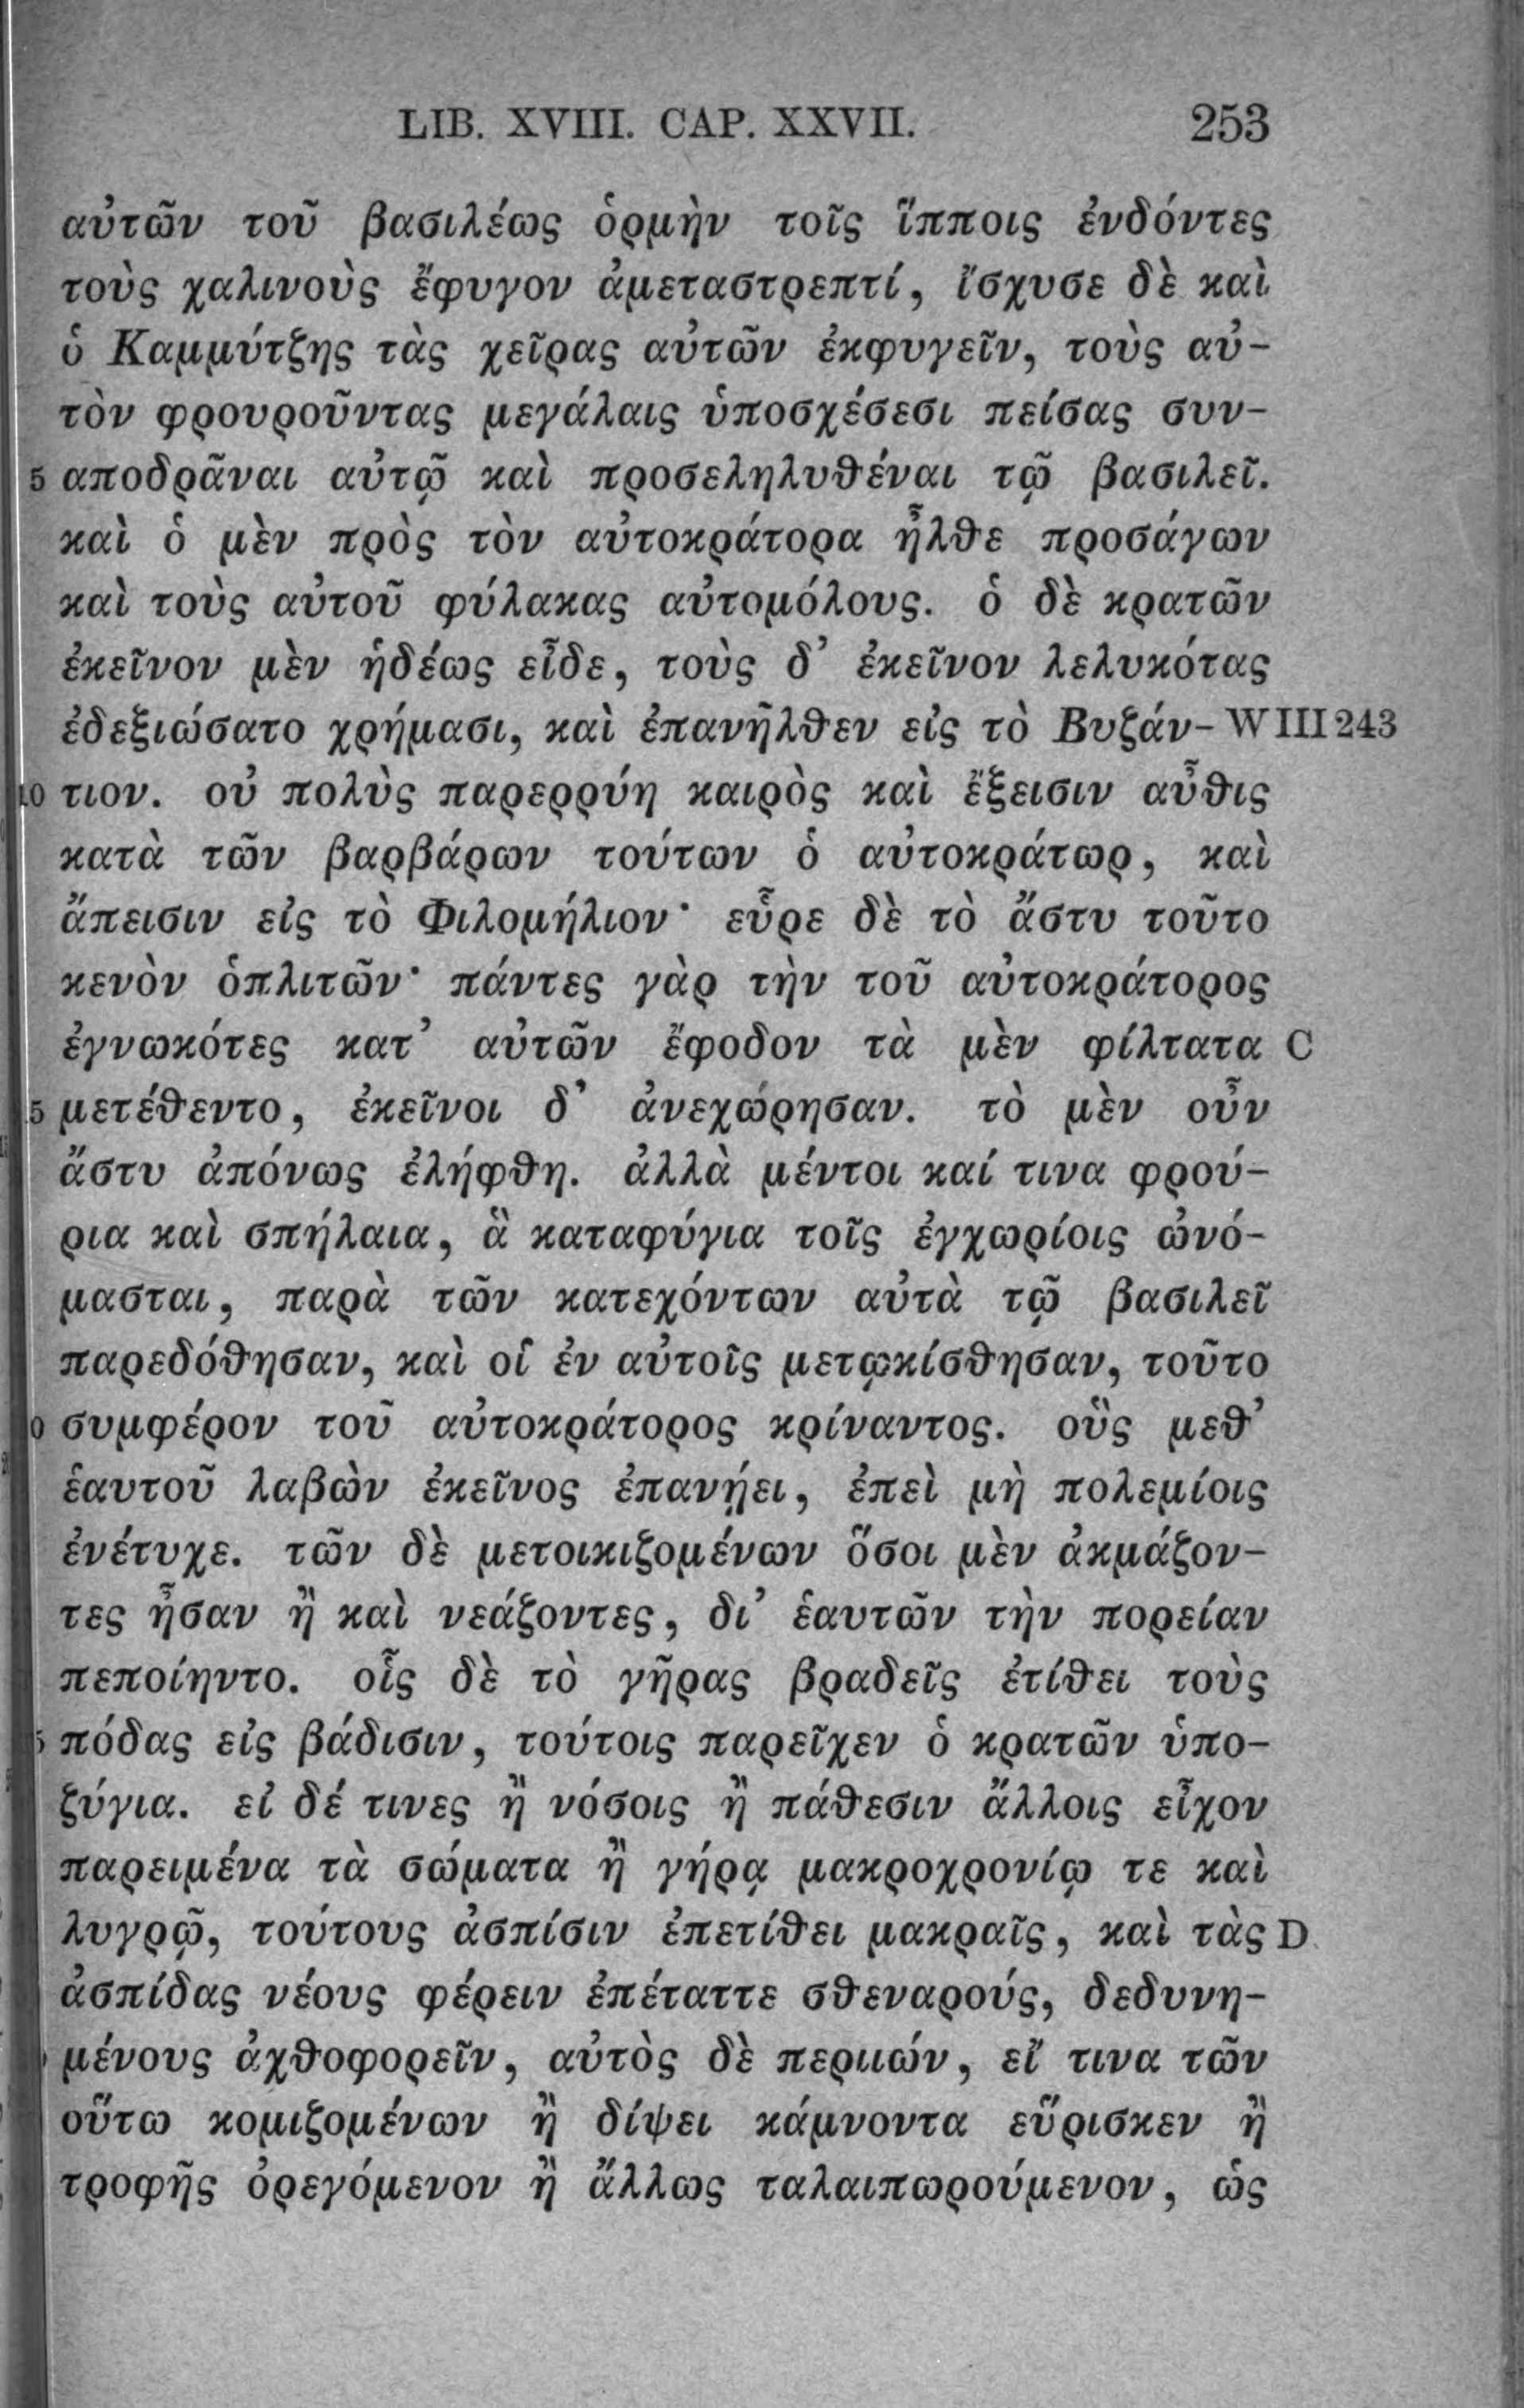 LIB. XVIII. CAP. XXVII. 253
αὐτῶν τοῦ βασιλέως ὁρμὴν τοῖς ἵπποις ἐνδόντες
τοὺς χαλινοὺς ἔφυγον ἀμεταστρεπτί, ἴσχυσε δὲ καὶ
ὁ Καμμύτζης τὰς χεῖρας αὐτῶν ἐκφυγεῖν, τοὺς αὐ-
τὸν φρουροῦντας μεγάλαις ὑποσχέσεσι πείσας συν-
5 αποδρᾶναι αὐτῷ καὶ προσεληλυθέναι τῷ βασιλεῖ.
καὶ ὁ μὲν πρὸς τὸν αὐτοκράτορα ἦλθε προσάγων
καὶ τοὺς αὐτοῦ φύλακας αὐτομόλους. ὁ δὲ κρατῶν
ἐκεῖνον μὲν ἡδέως εἶδε, τοὺς δ’ ἐκεῖνον λελυκότας
ἐδεξιώσατο χρήμασι, καὶ ἐπανῆλθεν εἰς τὸ Βυζάν- W III 243
10 τιον. οὐ πολὺς παρερρύη καιρὸς καὶ ἔξεισιν αὖθις
κατὰ τῶν βαρβάρων τούτων ὁ αὐτοκράτωρ, καὶ
ἄπεισιν εἰς τὸ Φιλομήλιον· εὗρε δὲ τὸ ἄστυ τοῦτο
κενὸν ὁπλιτῶν· πάντες γὰρ τὴν τοῦ αὐτοκράτορος
ἐγνωκότες κατ’ αὐτῶν ἔφοδον τὰ μὲν φίλτατα C
5 μετέθεντο, ἐκεῖνοι δ’ ἀνεχώρησαν. τὸ μὲν οὖν
ἄστυ ἀπόνως ἐλήφθη. ἀλλὰ μέντοι καί τινα φρού-
ρια καὶ σπήλαια, ἃ καταφύγια τοῖς ἐγχωρίοις ὠνό-
μασται, παρὰ τῶν κατεχόντων αὐτὰ τῷ βασιλεῖ
παρεδόθησαν, καὶ οἱ ἐν αὐτοῖς μετῳκίσθησαν, τοῦτο
0 συμφέρον τοῦ αὐτοκράτορος κρίναντος. οὓς μεθ’
ἑαυτοῦ λαβὼν ἐκεῖνος ἐπανῄει, ἐπεὶ μὴ πολεμίοις
ἐνέτυχε. τῶν δὲ μετοικιζομένων ὅσοι μὲν ἀκμάζον-
τες ἦσαν ἢ καὶ νεάζοντες, δι’ ἑαυτῶν τὴν πορείαν
πεποίηντο. οἷς δὲ τὸ γῆρας βραδεῖς ἐτίθει τοὺς
5 πόδας εἰς βάδισιν, τούτοις παρεῖχεν ὁ κρατῶν ὑπο-
ζύγια. εἰ δέ τινες ἢ νόσοις ἢ πάθεσιν ἄλλοις εἶχον
παρειμένα τὰ σώματα ἢ γήρᾳ μακροχρονίῳ τε καὶ
λυγρῷ, τούτους ἀσπίσιν ἐπετίθει μακραῖς, καὶ τὰς D
ἀσπίδας νέους φέρειν ἐπέταττε σθεναρούς, δεδυνη-
μένους ἀχθοφορεῖν, αὐτὸς δὲ περιιών, εἴ τινα τῶν
οὕτω κομιζομένων ἢ δίψει κάμνοντα εὕρισκεν ἢ
τροφῆς ὀρεγόμενον ἢ ἄλλως ταλαιπωρούμενον, ὡς